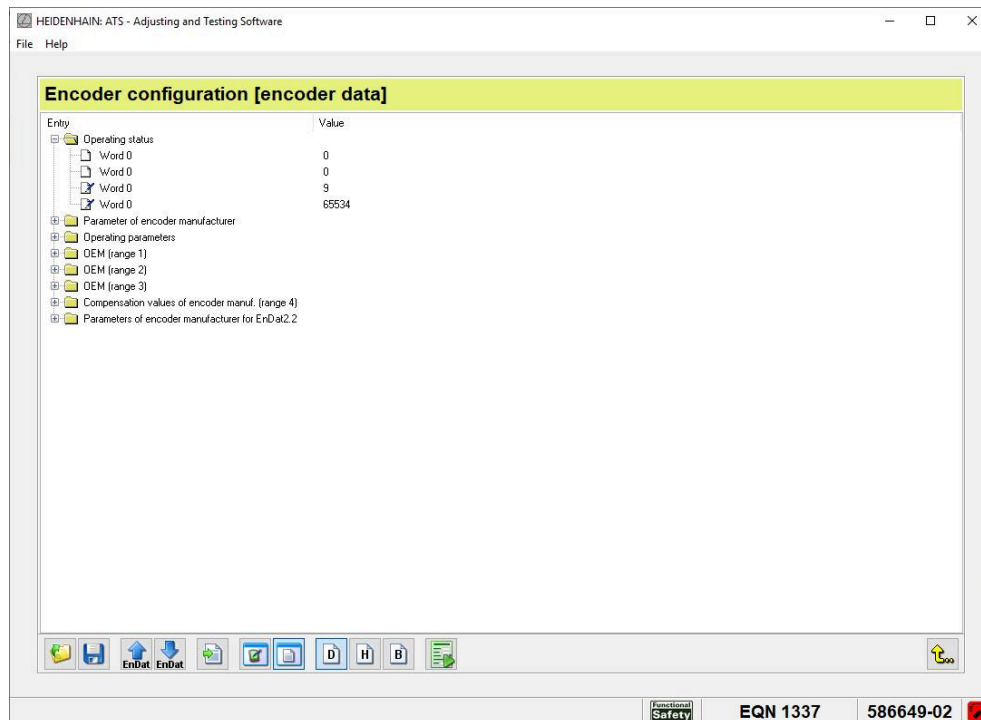 HEIDENHAIN: ATS - Adjusting and Testing Software
File Help
Encoder configuration [encoder data]
Entry Value
Operating status
Word 0 0
Word 0 0
Word 0 9
Word 0 65534
Parameter of encoder manufacturer
Operating parameters
OEM (range 1)
OEM (range 2)
OEM (range 3)
Compensation values of encoder manuf. (range 4)
Parameters of encoder manufacturer for EnDat2.2
EnDat EnDat D H B
Functional
Safety EQN 1337 586649-02